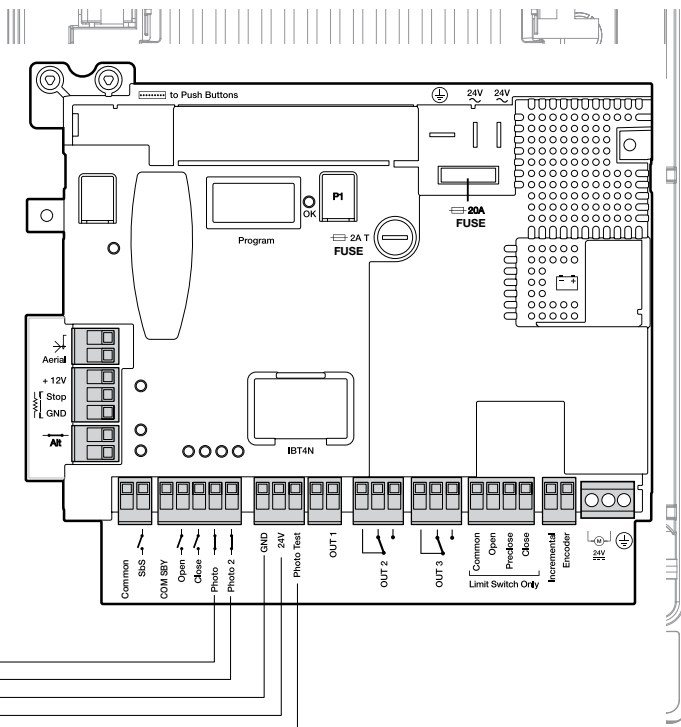 to Push Buttons
24V 24V
P1
OK
Program
2A T
FUSE
20A
FUSE
- +
Aerial
+ 12V
Stop
GND
Alt
IBT4N
Common
SbS
COM SBY
Open
Close
Photo
Photo 2
GND
24V
Photo Test
OUT 1
OUT 2
OUT 3
Common
Open
Preclose
Close
Limit Switch Only
Incremental
Encoder
M
24V